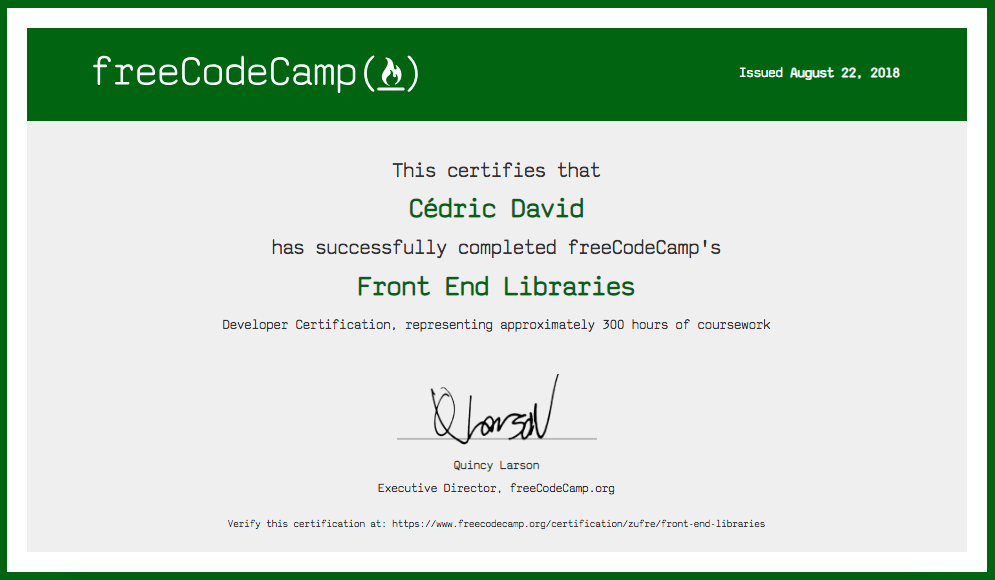 freeCodeCamp(🔥)
Issued August 22, 2018
This certifies that
Cédric David
has successfully completed freeCodeCamp's
Front End Libraries
Developer Certification, representing approximately 300 hours of coursework
Q Larson
Quincy Larson
Executive Director, freeCodeCamp.org
Verify this certification at: https://www.freecodecamp.org/certification/zufre/front-end-libraries